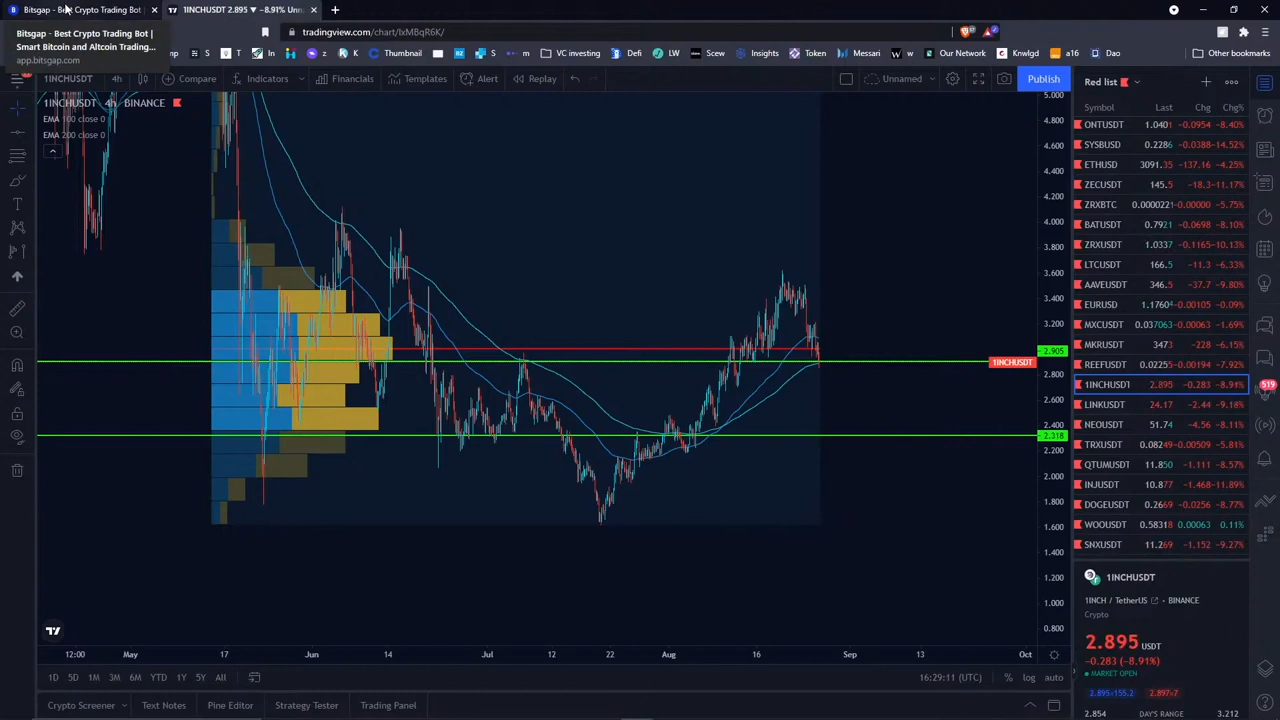 Bitsgap - Best Crypto Trading Bot |
1INCHUSDT 2.895 ▼ −8.91% Unn
Bitsgap - Best Crypto Trading Bot |
Smart Bitcoin and Altcoin Trading...
app.bitsgap.com
tradingview.com/chart/lxMBqR6K/
S T In z Thumbnail BZ S VC investing Defi LW Scew Insights Token Messari w Our Network Knwlgd a16 Dao Other bookmarks
1INCHUSDT 4h Compare Indicators Financials Templates Alert Replay Unnamed Publish
1INCHUSDT 4h BINANCE
EMA 100 close 0
EMA 200 close 0
5.000
4.800
4.600
4.400
4.200
4.000
3.800
3.600
3.400
3.200
2.905
1INCHUSDT
2.800
2.600
2.400
2.318
2.200
2.000
1.800
1.600
1.400
1.200
1.000
0.800
12:00 May 17 Jun 14 Jul 12 22 Aug 16 Sep 13 Oct
1D 5D 1M 3M 6M YTD 1Y 5Y All 16:29:11 (UTC) % log auto
Crypto Screener Text Notes Pine Editor Strategy Tester Trading Panel
Red list
Symbol Last Chg Chg%
ONTUSDT 1.0401 −0.0954 −8.40%
SYSBUSD 0.2286 −0.0388 −14.52%
ETHUSD 3091.35 −137.16 −4.25%
ZECUSDT 145.5 −18.3 −11.17%
ZRXBTC 0.0000221 −0.00000 −5.75%
BATUSDT 0.7921 −0.0698 −8.10%
ZRXUSDT 1.0337 −0.1165 −10.13%
LTCUSDT 166.5 −11.3 −6.33%
AAVEUSDT 346.5 −37.7 −9.80%
EURUSD 1.17604 −0.00105 −0.09%
MXCUSDT 0.037063 −0.00241 −6.11%
MKRUSDT 3473 −228 −6.15%
REEFUSDT 0.02255 −0.00194 −7.92%
1INCHUSDT 2.895 −0.283 −8.91%
LINKUSDT 24.17 −2.44 −9.18%
NEOUSDT 51.74 −4.56 −8.11%
TRXUSDT 0.08249 −0.00509 −5.81%
QTUMUSDT 11.850 −1.111 −8.57%
INJUSDT 10.877 −1.468 −11.89%
DOGEUSDT 0.2669 −0.0256 −8.77%
WOOUSDT 0.58318 0.00063 0.11%
SNXUSDT 11.269 −1.152 −9.27%
519
1INCHUSDT
1INCH / TetherUS • BINANCE
Crypto
2.895 USDT
−0.283 (−8.91%)
MARKET OPEN
2.895×155.2 2.897×7
2.854 DAY'S RANGE 3.212